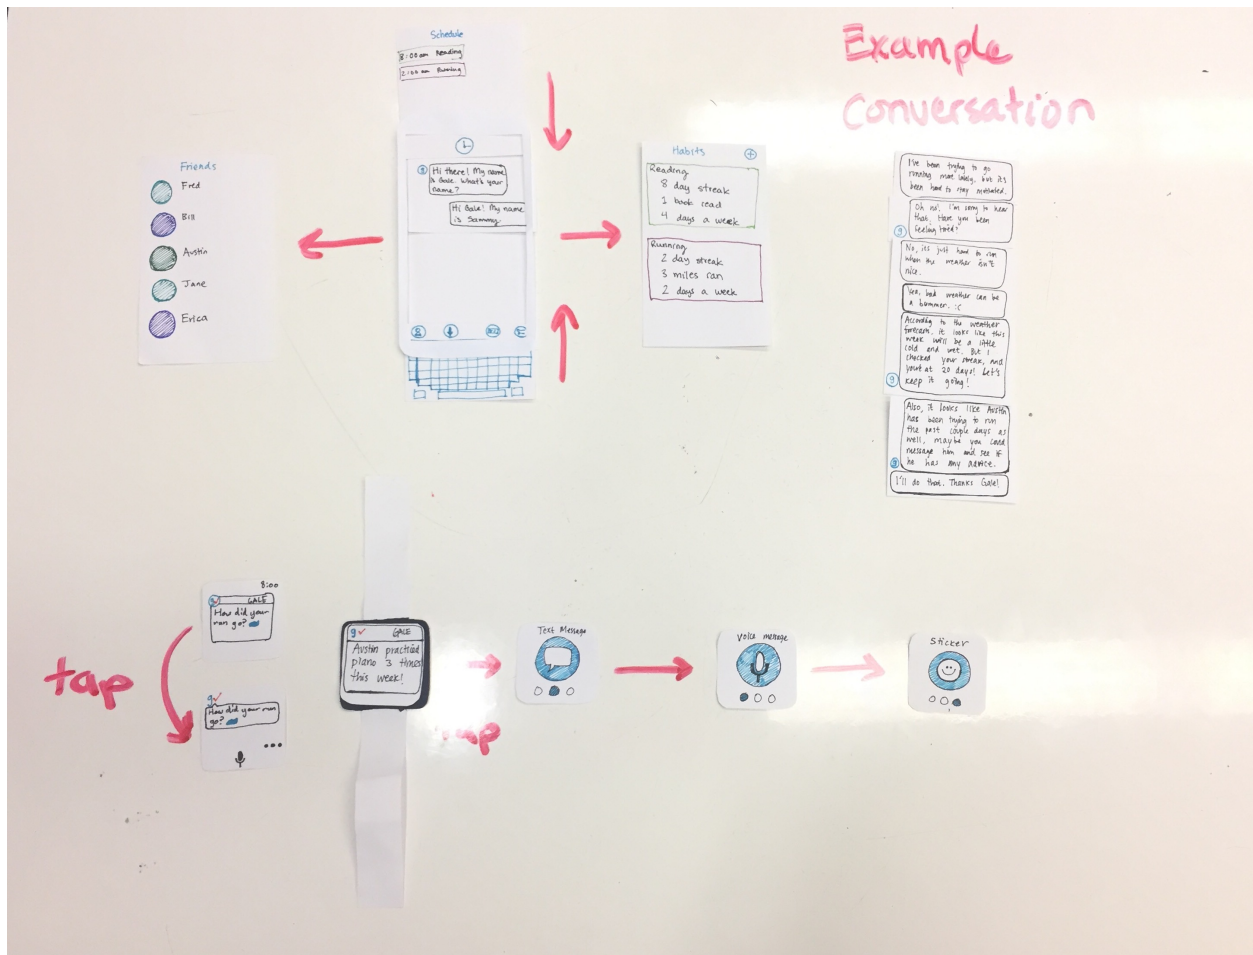 Example
Conversation
Schedule
8:00 am Reading
2:00 am Running
Hi there! My name
is Gale. What's your
name?
Hi Gale! My name
is Sammy
Friends
Fred
Bill
Austin
Jane
Erica
Habits
Reading
8 day streak
1 book read
4 days a week
Running
2 day streak
3 miles ran
2 days a week
I've been trying to go
running more lately, but it's
been hard to stay motivated.
Oh no! I'm sorry to hear
that. Have you been
feeling tired?
g
No, its just hard to run
when the weather isn't
nice.
Yea, bad weather can be
a bummer. :(
According to the weather
forecast, it looks like this
week will be a little
cold and wet. But I
checked your streak, and
your at 20 days! Let's
keep it going!
g
Also, it looks like Austin
has been trying to run
the past couple days as
well, maybe you could
message him and see if
he has any advice.
g
I'll do that. Thanks Gale!
tap
8:00
g GALE
How did your
run go?
g
How did your run
go?
g GALE
Austin practiced
piano 3 times
this week!
Text Message
Voice message
Sticker